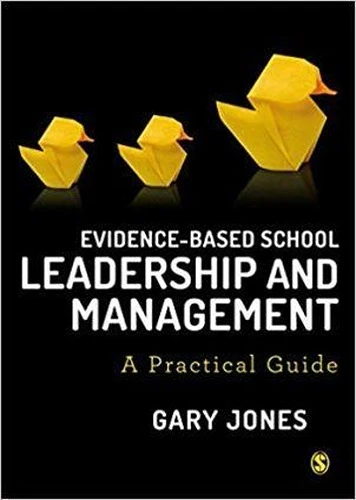 EVIDENCE-BASED SCHOOL
LEADERSHIP AND
MANAGEMENT
A Practical Guide
GARY JONES